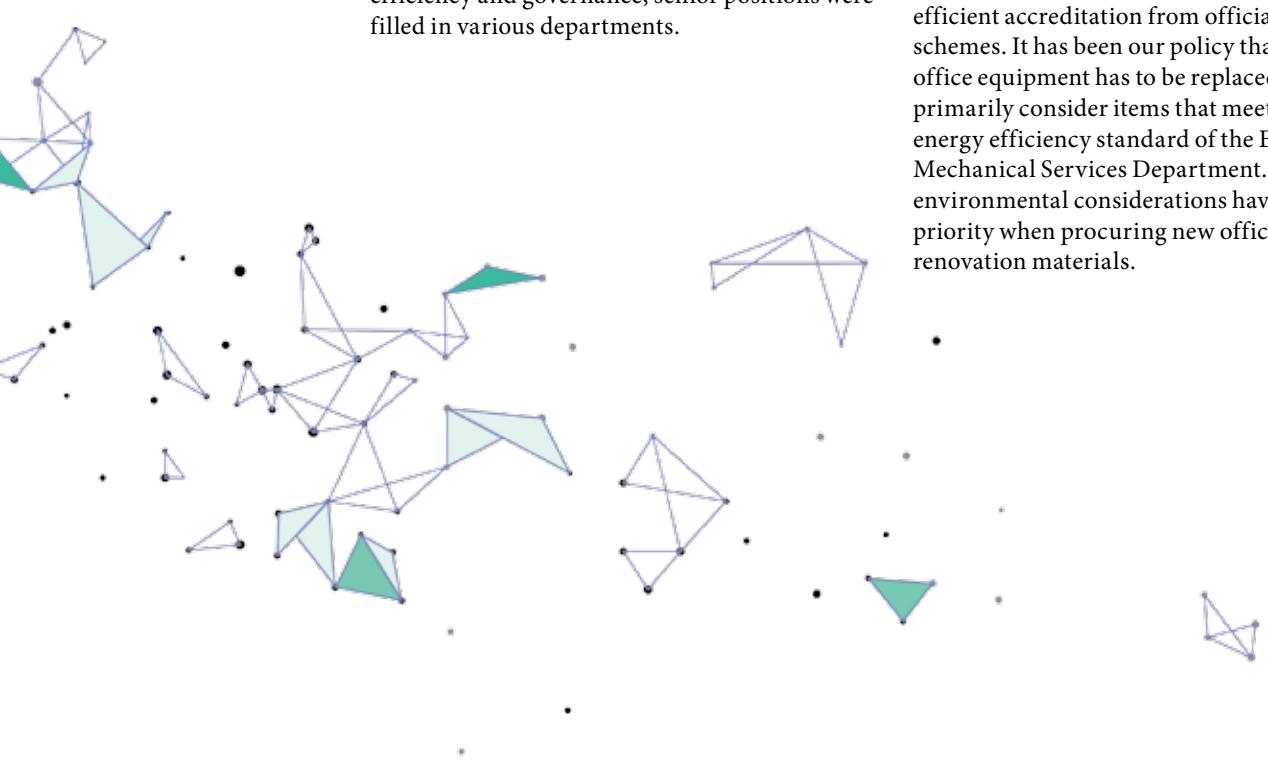 efficiency and governance, senior positions were
filled in various departments.
efficient accreditation from officia
schemes. It has been our policy tha
office equipment has to be replace
primarily consider items that meet
energy efficiency standard of the E
Mechanical Services Department.
environmental considerations hav
priority when procuring new offic
renovation materials.